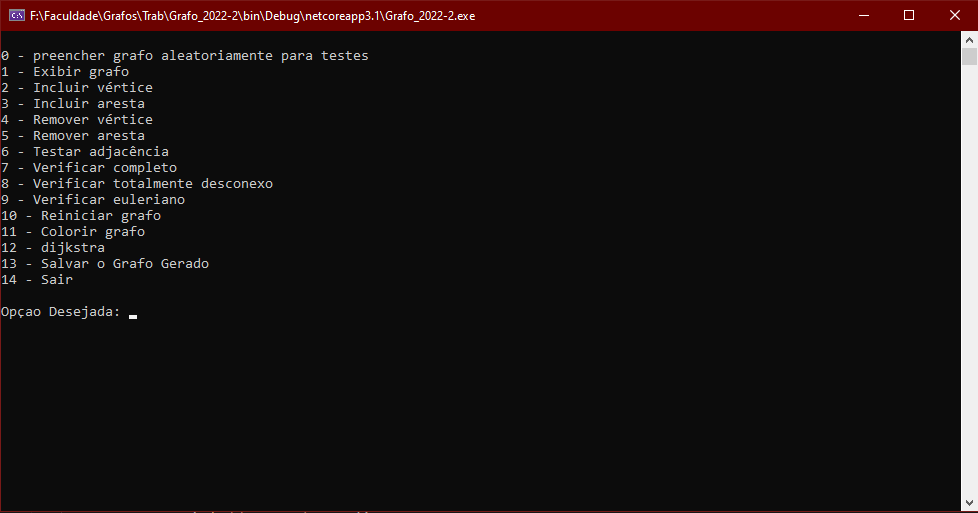 F:\Faculdade\Grafos\Trab\Grafo_2022-2\bin\Debug\netcoreapp3.1\Grafo_2022-2.exe
0 - preencher grafo aleatoriamente para testes
1 - Exibir grafo
2 - Incluir vértice
3 - Incluir aresta
4 - Remover vértice
5 - Remover aresta
6 - Testar adjacência
7 - Verificar completo
8 - Verificar totalmente desconexo
9 - Verificar euleriano
10 - Reiniciar grafo
11 - Colorir grafo
12 - dijkstra
13 - Salvar o Grafo Gerado
14 - Sair
Opçao Desejada: